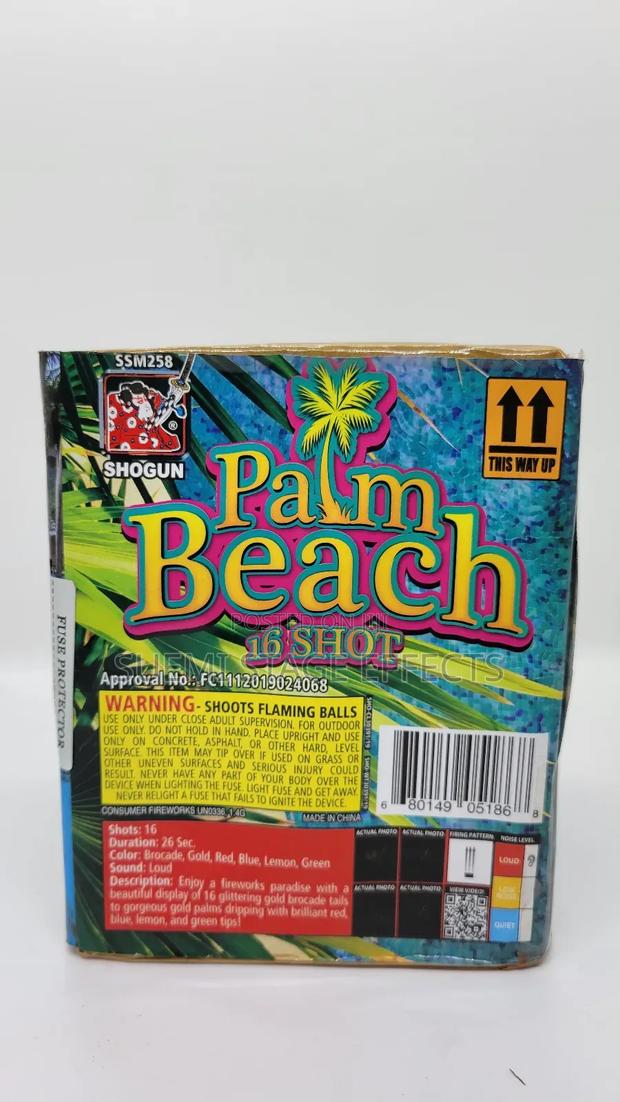 SSM258
SHOGUN
®
THIS WAY UP
Palm
Beach
16 SHOT
POSTED ON JIJI
SLIEMI STAGE EFFECTS
FUSE PROTECTOR
Approval No.: FC1112019024068
WARNING- SHOOTS FLAMING BALLS
USE ONLY UNDER CLOSE ADULT SUPERVISION. FOR OUTDOOR
USE ONLY. DO NOT HOLD IN HAND. PLACE UPRIGHT AND USE
ONLY ON CONCRETE, ASPHALT, OR OTHER HARD, LEVEL
SURFACE. THIS ITEM MAY TIP OVER IF USED ON GRASS OR
OTHER UNEVEN SURFACES AND SERIOUS INJURY COULD
RESULT. NEVER HAVE ANY PART OF YOUR BODY OVER THE
DEVICE WHEN LIGHTING THE FUSE. LIGHT FUSE AND GET AWAY.
NEVER RELIGHT A FUSE THAT FAILS TO IGNITE THE DEVICE.
CONSUMER FIREWORKS UN0336, 1.4G
MADE IN CHINA
6 80149 05186 8
Shots: 16
Duration: 26 Sec.
Color: Brocade, Gold, Red, Blue, Lemon, Green
Sound: Loud
Description: Enjoy a fireworks paradise with a
beautiful display of 16 glittering gold brocade tails
to gorgeous gold palms dripping with brilliant red,
blue, lemon, and green tips!
ACTUAL PHOTO
ACTUAL PHOTO
FIRING PATTERN:
NOISE LEVEL
LOUD
ACTUAL PHOTO
ACTUAL PHOTO
VIEW VIDEO!
LOW NOISE
QUIET